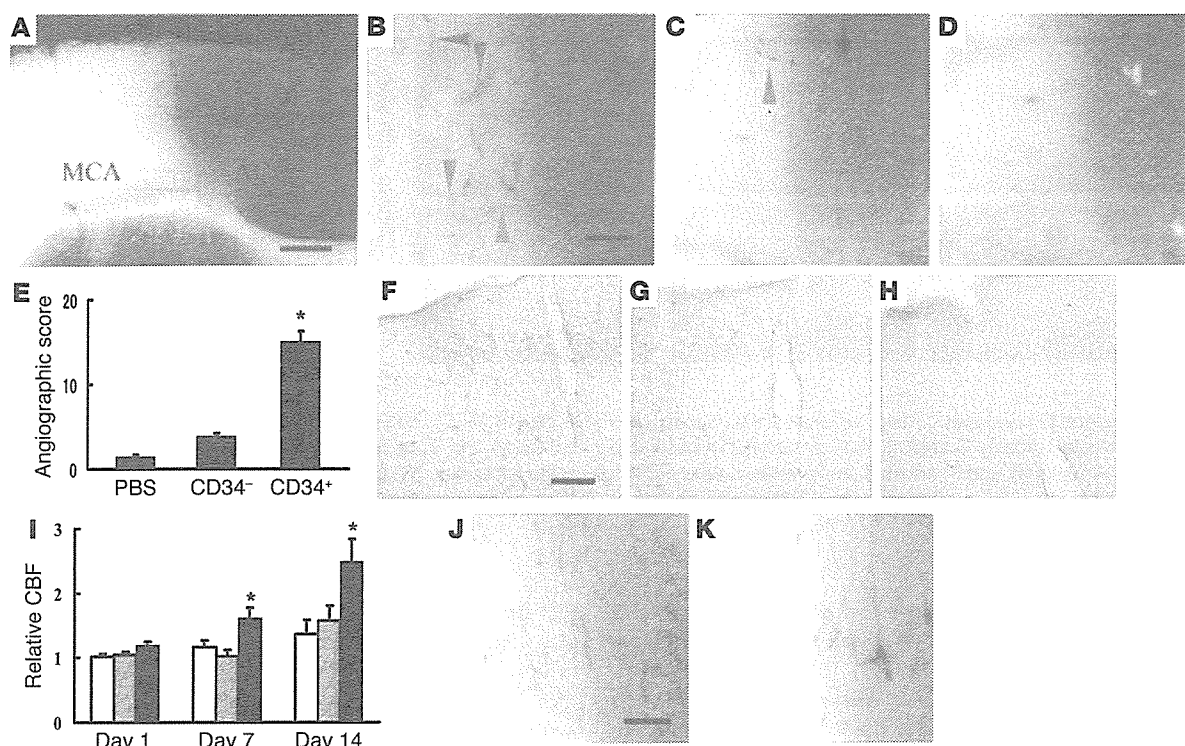 A
B
C
D
MCA
E
20
10
0
Angiographic score
*
PBS CD34⁻ CD34⁺
F
G
H
I
3
2
1
0
Relative CBF
*
*
Day 1 Day 7 Day 14
J
K